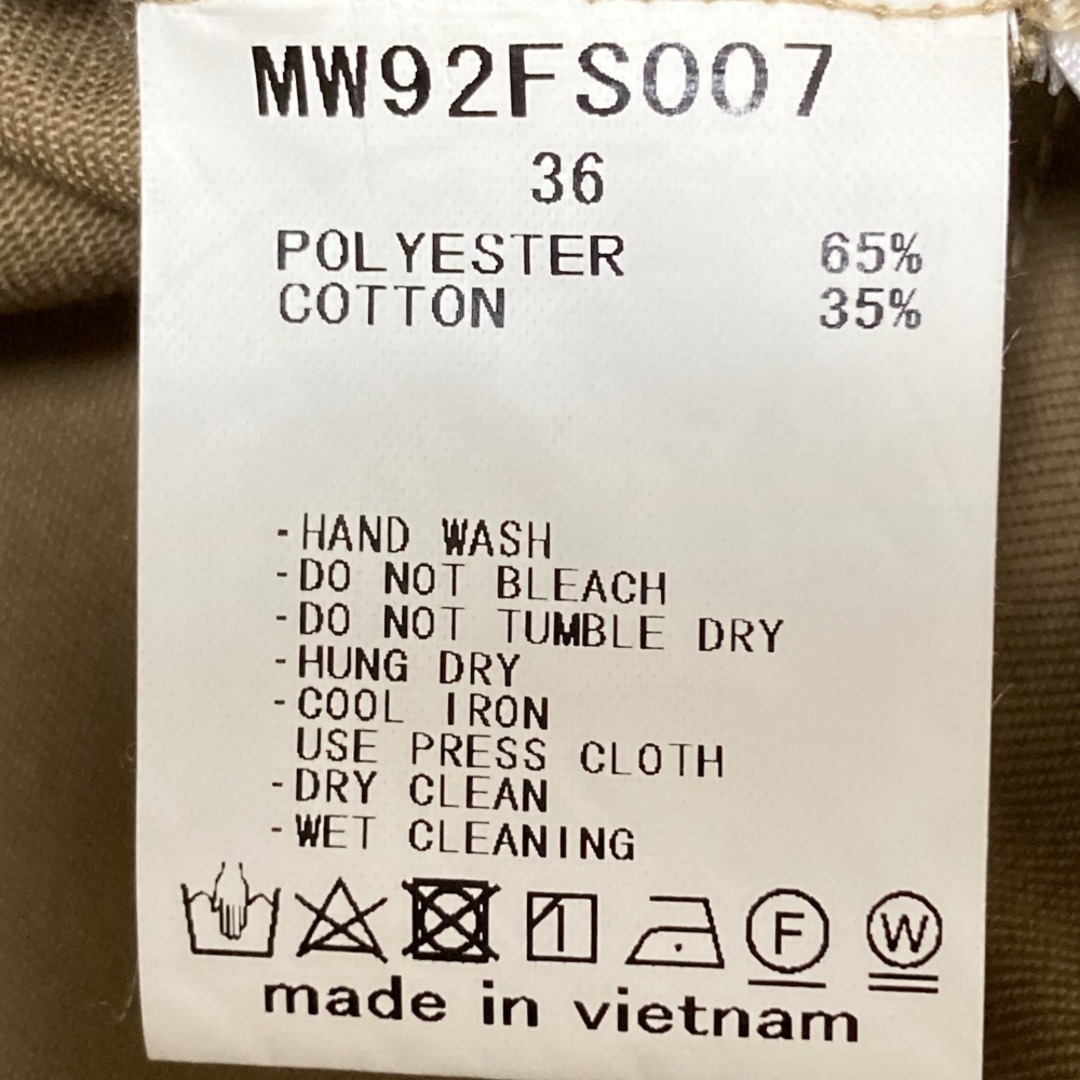 MW92FS007
36
POLYESTER 65%
COTTON 35%
-HAND WASH
-DO NOT BLEACH
-DO NOT TUMBLE DRY
-HUNG DRY
-COOL IRON
USE PRESS CLOTH
-DRY CLEAN
-WET CLEANING
F W
made in vietnam